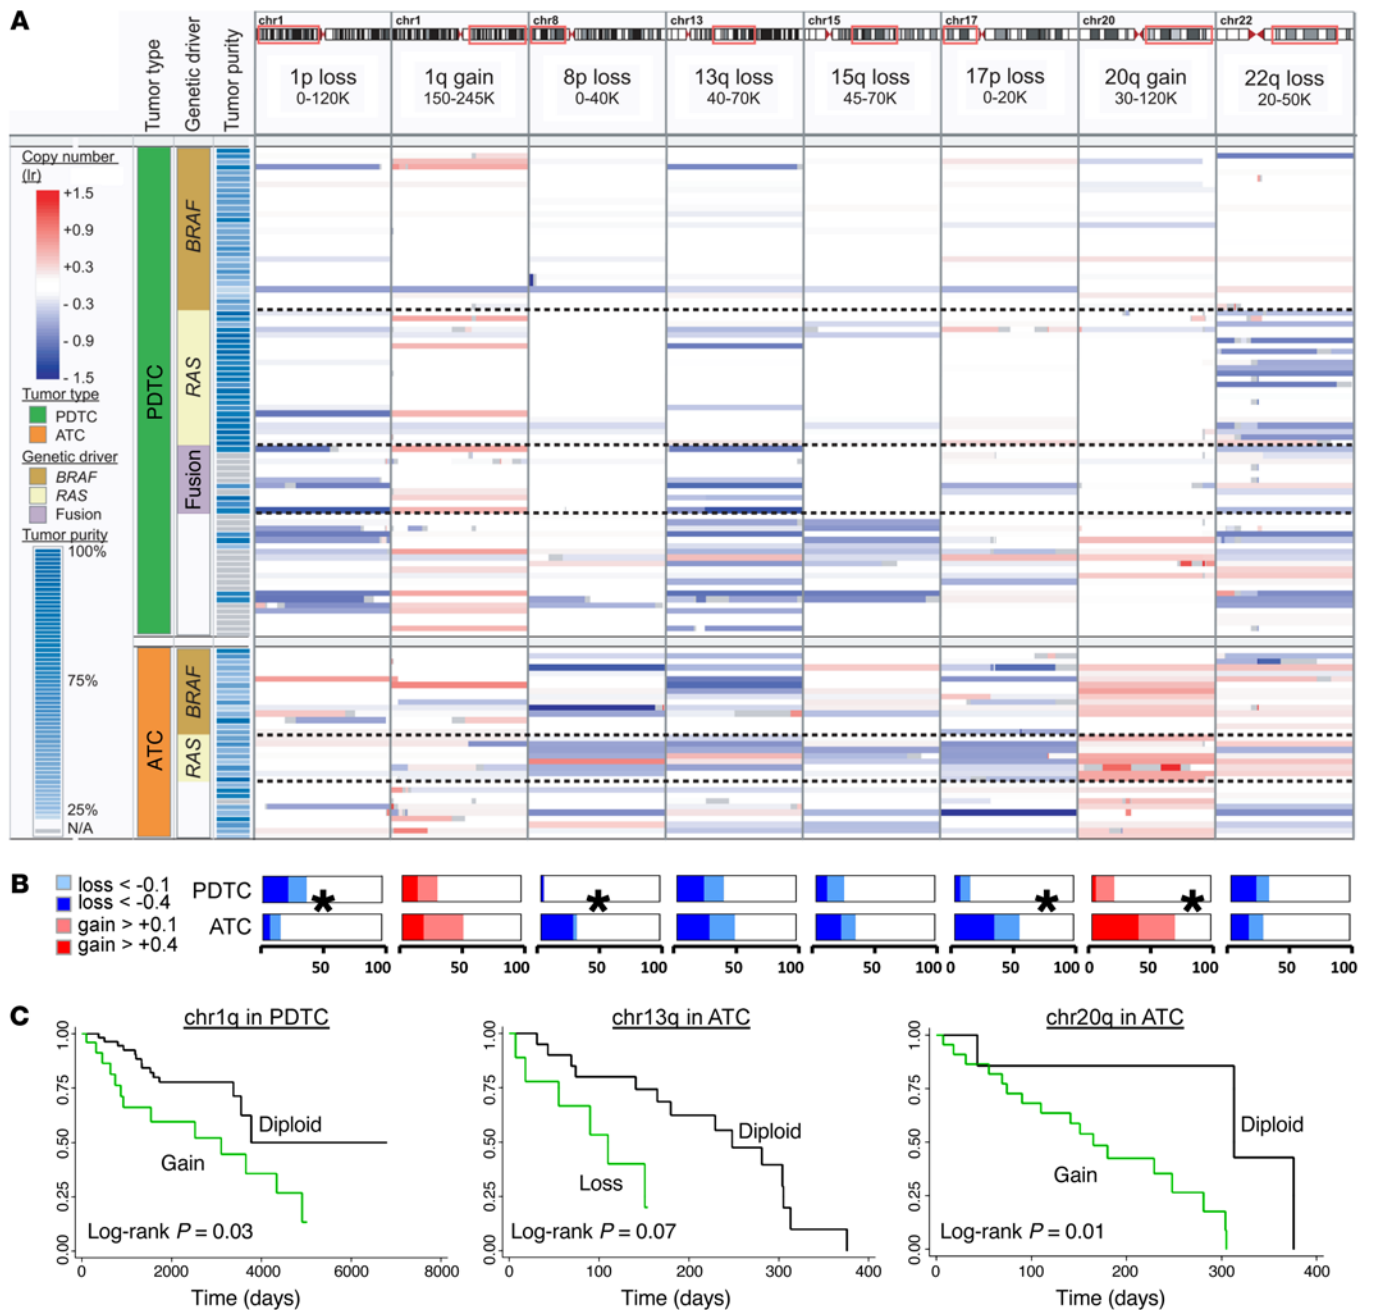 A
chr1
chr1
chr8
chr13
chr15
chr17
chr20
chr22
Tumor type
Genetic driver
Tumor purity
1p loss
0-120K
1q gain
150-245K
8p loss
0-40K
13q loss
40-70K
15q loss
45-70K
17p loss
0-20K
20q gain
30-120K
22q loss
20-50K
Copy number
(lr)
+1.5
+0.9
+0.3
- 0.3
- 0.9
- 1.5
Tumor type
PDTC
ATC
Genetic driver
BRAF
RAS
Fusion
Tumor purity
100%
75%
25%
N/A
PDTC
BRAF
RAS
Fusion
ATC
BRAF
RAS
B
loss < -0.1
loss < -0.4
gain > +0.1
gain > +0.4
PDTC
*
*
*
*
ATC
50 100
50 100
50 100
0 50 100
0 50 100
0 50 100
0 50 100
0 50 100
C
chr1q in PDTC
1.00
0.75
0.50
0.25
0.00
Diploid
Gain
Log-rank P = 0.03
0 2000 4000 6000 8000
Time (days)
chr13q in ATC
1.00
0.75
0.50
0.25
0.00
Diploid
Loss
Log-rank P = 0.07
0 100 200 300 400
Time (days)
chr20q in ATC
1.00
0.75
0.50
0.25
0.00
Diploid
Gain
Log-rank P = 0.01
0 100 200 300 400
Time (days)